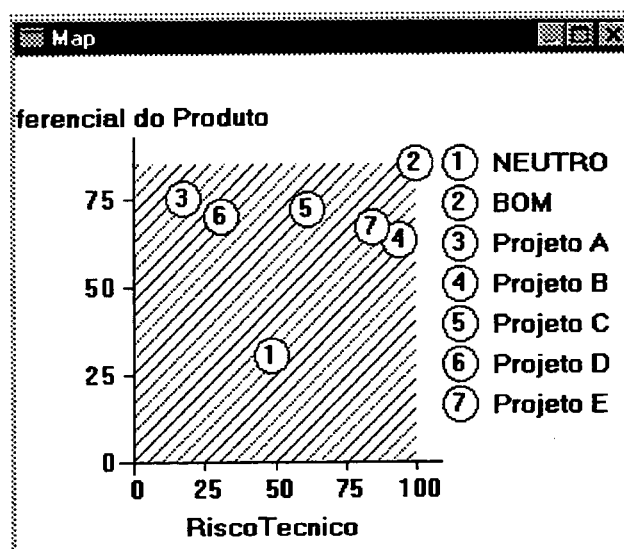 Map
ferencial do Produto
2 1 NEUTRO
75 3 6 5 7 4 2 BOM
3 Projeto A
4 Projeto B
50 5 Projeto C
1 6 Projeto D
25 7 Projeto E
0
0 25 50 75 100
RiscoTecnico